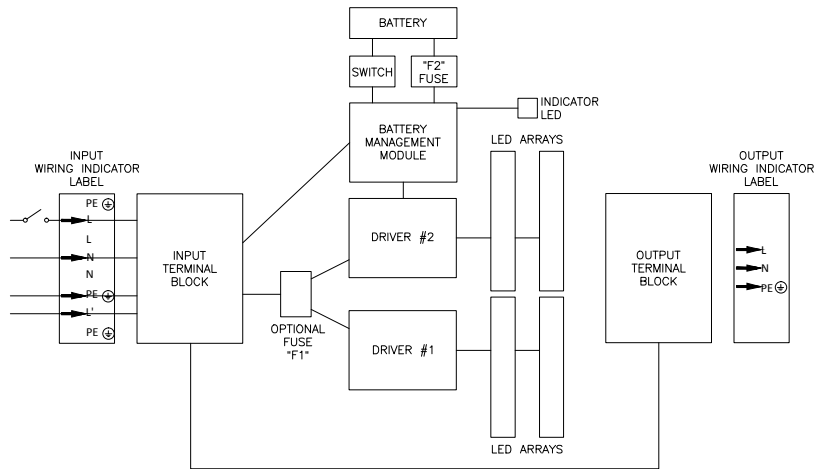 BATTERY
SWITCH
"F2"
FUSE
INDICATOR
LED
BATTERY
MANAGEMENT
MODULE
LED ARRAYS
INPUT
WIRING INDICATOR
LABEL
OUTPUT
WIRING INDICATOR
LABEL
PE
L
L
N
N
PE
L'
PE
INPUT
TERMINAL
BLOCK
DRIVER #2
OPTIONAL
FUSE
"F1"
DRIVER #1
LED ARRAYS
OUTPUT
TERMINAL
BLOCK
L
N
PE